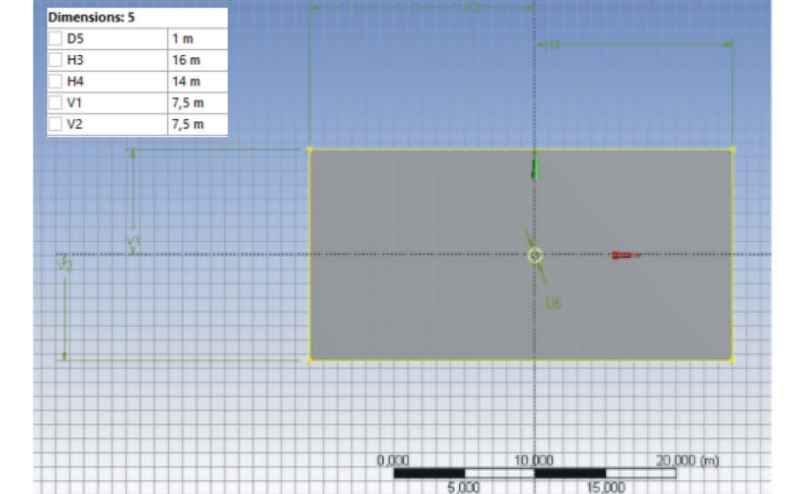 Dimensions: 5
D5 1 m
H3 16 m
H4 14 m
V1 7,5 m
V2 7,5 m
H3
H4
V1
V2
D5
0,000 10,000 20,000 (m)
5,000 15,000